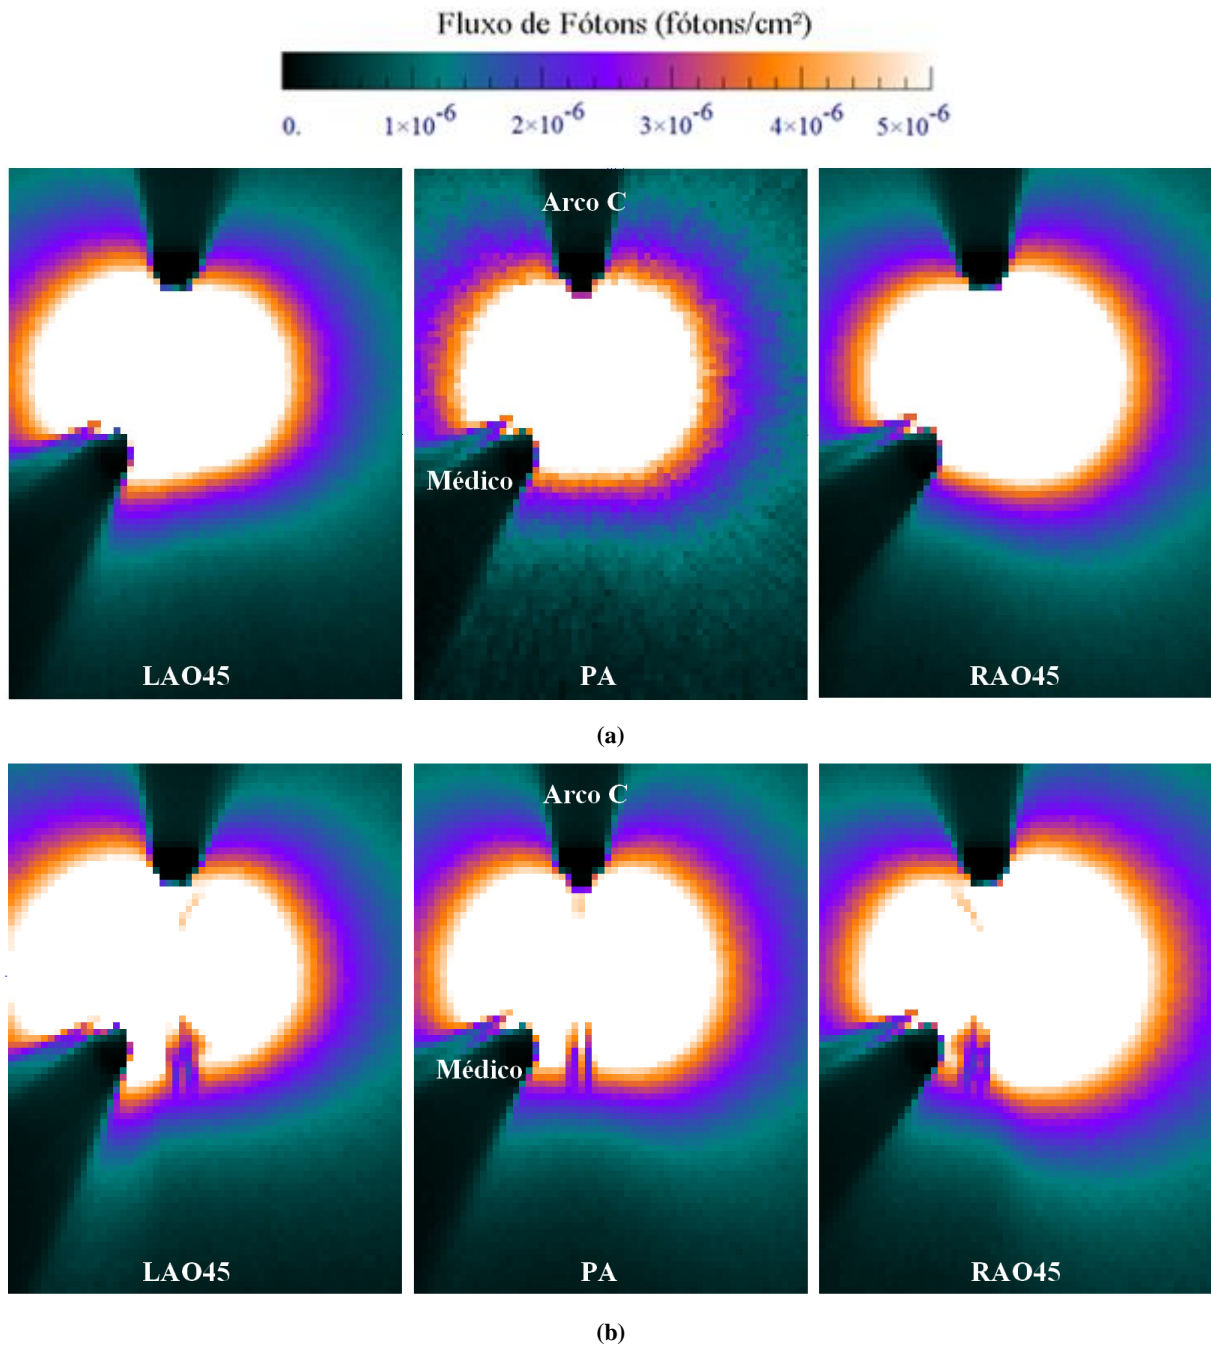 Fluxo de Fótons (fótons/cm²)
0. 1×10⁻⁶ 2×10⁻⁶ 3×10⁻⁶ 4×10⁻⁶ 5×10⁻⁶
Arco C
Médico
LAO45 PA RAO45
(a)
Arco C
Médico
LAO45 PA RAO45
(b)